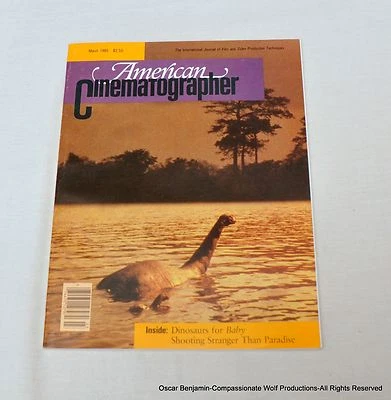 March 1985 $2.50
The International Journal of Film and Video Production Techniques
American
Cinematographer
Inside: Dinosaurs for Baby
Shooting Stranger Than Paradise
Oscar Benjamin-Compassionate Wolf Productions-All Rights Reserved